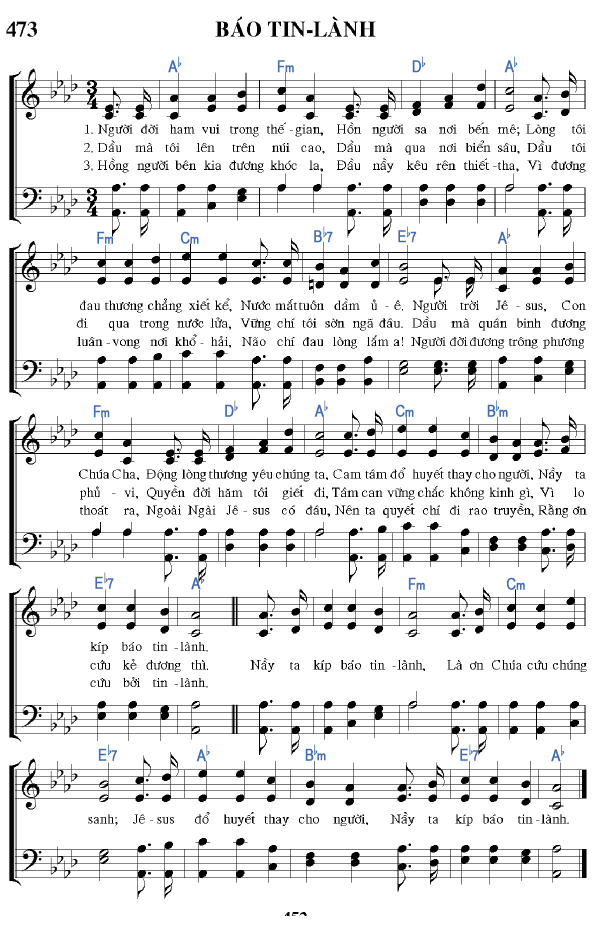 473 BÁO TIN-LÀNH
A♭ Fm D♭ A♭
3 4
1. Người đời ham vui trong thế-gian, Hồn người sa nơi bến mê; Lòng tôi
2. Dầu mà tôi lên trên núi cao, Dầu mà qua nơi biển sâu, Dầu tôi
3. Hồng người bên kia đương khóc la, Đầu nầy kêu rên thiết-tha, Vì đương
3 4
Fm Cm B♭7 E♭7 A♭
đau thương chẳng xiết kể, Nước mắt tuôn dầm ủ-ê. Người trời Jê-sus, Con
đi qua trong nước lửa, Vững chí tôi sờn ngã đâu. Dầu mà quân binh đương
luân-vong nơi khổ-hải, Não chí đau lòng lắm a! Người đời đương trông phương
Fm D♭ A♭ Cm B♭m
Chúa Cha, Động lòng thương yêu chúng ta, Cam tâm đổ huyết thay cho người, Nầy ta
phủ-vi, Quyền đời hăm tôi giết đi, Tâm can vững chắc không kinh gì, Vì lo
thoát ra, Ngoài Ngài Jê-sus có đâu, Nên ta quyết chí đi rao truyền, Rằng ơn
E♭7 A♭ Fm Cm
kíp báo tin-lành.
cứu kẻ đương thì. Nầy ta kíp báo tin-lành, Là ơn Chúa cứu chúng
cứu bởi tin-lành.
E♭7 A♭ B♭m E♭7 A♭
sanh; Jê-sus đổ huyết thay cho người, Nầy ta kíp báo tin-lành.